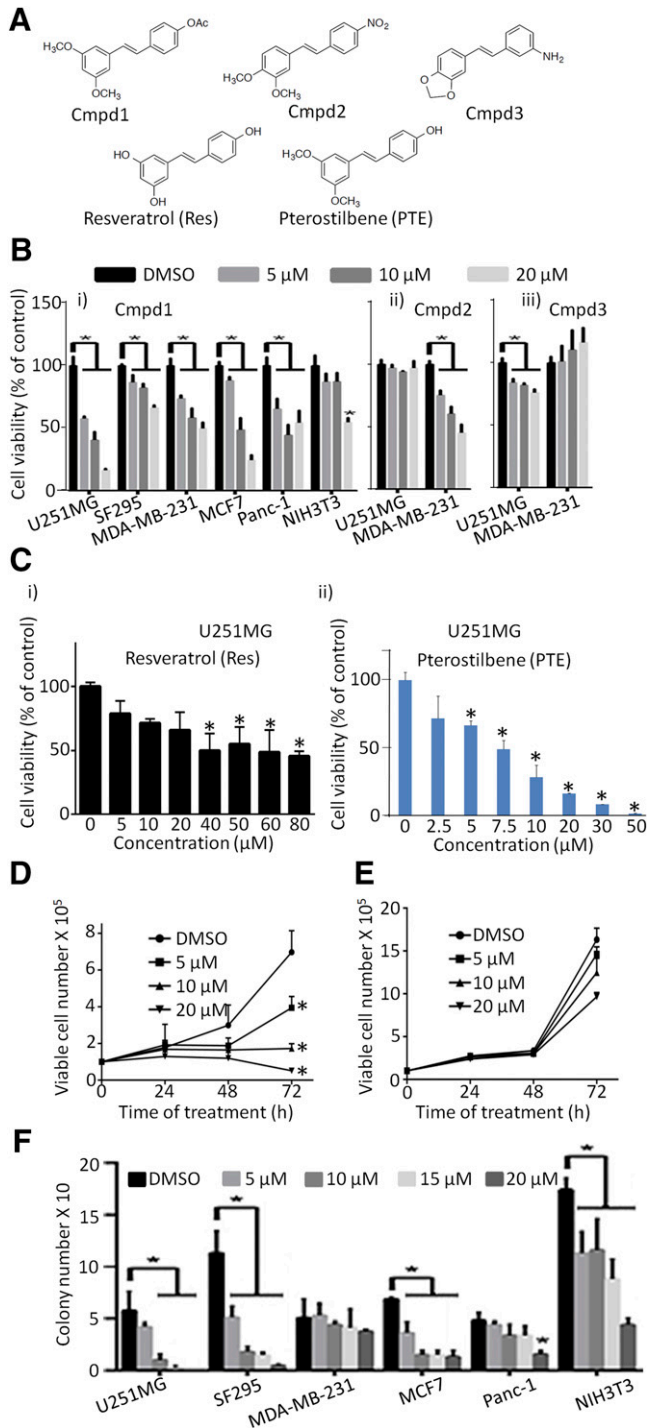 A
OAc
H₃CO
OCH₃
Cmpd1
NO₂
OCH₃
OCH₃
Cmpd2
NH₂
O
O
Cmpd3
HO
OH
OH
Resveratrol (Res)
H₃CO
OH
OCH₃
Pterostilbene (PTE)
B
DMSO 5 µM 10 µM 20 µM
Cell viability (% of control)
150
100
50
0
i) Cmpd1
U251MG SF295 MDA-MB-231 MCF7 Panc-1 NIH3T3
ii) Cmpd2
U251MG MDA-MB-231
iii) Cmpd3
U251MG MDA-MB-231
C
i)
U251MG
Resveratrol (Res)
Cell viability (% of control)
100
50
0
0 5 10 20 40 50 60 80
Concentration (µM)
* * * *
ii)
U251MG
Pterostilbene (PTE)
Cell viability (% of control)
100
50
0
0 2.5 5 7.5 10 20 30 50
Concentration (µM)
* * * * * *
D
Viable cell number X 10⁵
8
6
4
2
0
DMSO
5 µM
10 µM
20 µM
*
*
*
0 24 48 72
Time of treatment (h)
E
Viable cell number X 10⁵
20
15
10
5
0
DMSO
5 µM
10 µM
20 µM
0 24 48 72
Time of treatment (h)
F
Colony number X 10
20
15
10
5
0
DMSO 5 µM 10 µM 15 µM 20 µM
U251MG SF295 MDA-MB-231 MCF7 Panc-1 NIH3T3